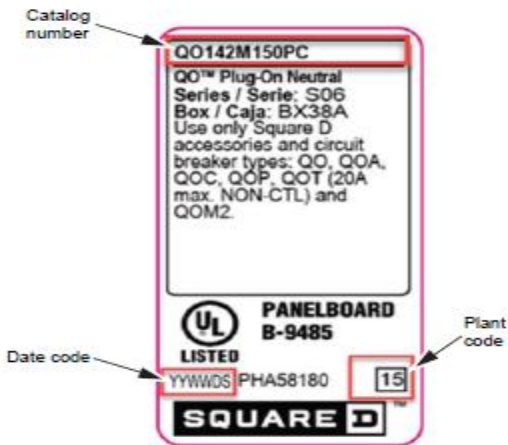 Catalog
number
QO142M150PC
QO™ Plug-On Neutral
Series / Serie: S06
Box / Caja: BX38A
Use only Square D
accessories and circuit
breaker types: QO, QOA,
QOC, QOP, QOT (20A
max. NON-CTL) and
QOM2.
UL
LISTED
PANELBOARD
B-9485
Plant
code
Date code
YYWWDS PHA58180 15
SQUARE D ™